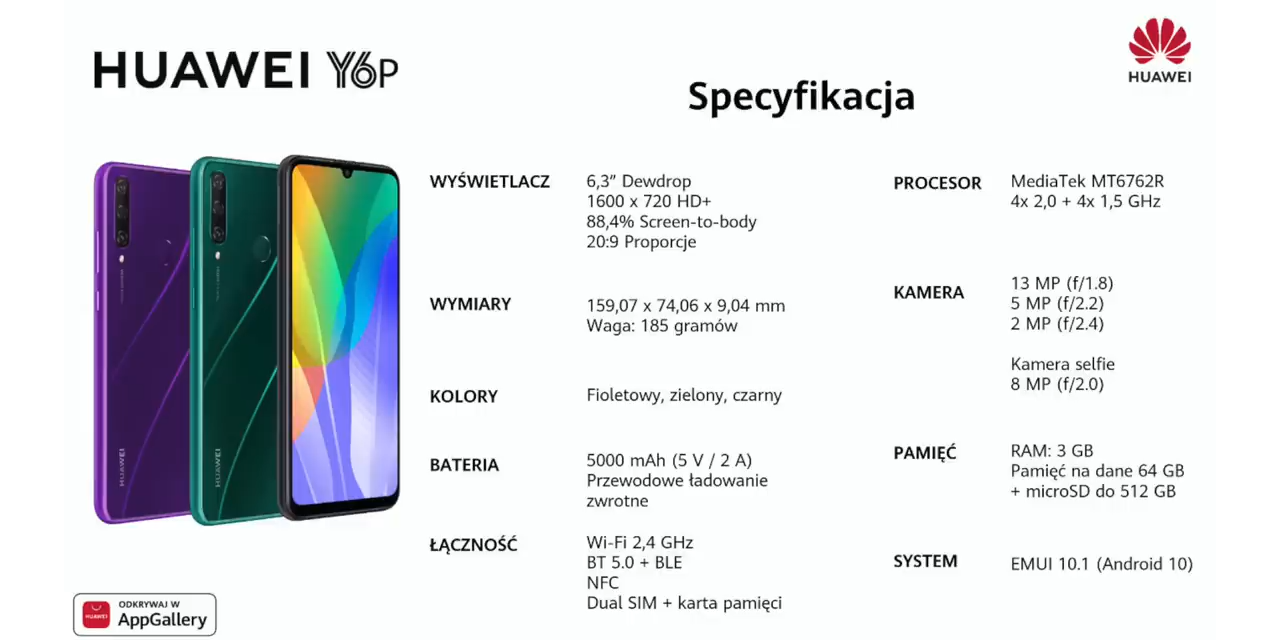 HUAWEI Y6P
HUAWEI
Specyfikacja
WYŚWIETLACZ
6,3” Dewdrop
1600 x 720 HD+
88,4% Screen-to-body
20:9 Proporcje
WYMIARY
159,07 x 74,06 x 9,04 mm
Waga: 185 gramów
KOLORY
Fioletowy, zielony, czarny
BATERIA
5000 mAh (5 V / 2 A)
Przewodowe ładowanie
zwrotne
ŁĄCZNOŚĆ
Wi-Fi 2,4 GHz
BT 5.0 + BLE
NFC
Dual SIM + karta pamięci
PROCESOR
MediaTek MT6762R
4x 2,0 + 4x 1,5 GHz
KAMERA
13 MP (f/1.8)
5 MP (f/2.2)
2 MP (f/2.4)
Kamera selfie
8 MP (f/2.0)
PAMIĘĆ
RAM: 3 GB
Pamięć na dane 64 GB
+ microSD do 512 GB
SYSTEM
EMUI 10.1 (Android 10)
HUAWEI
HUAWEI
HUAWEI
ODKRYWAJ W
AppGallery